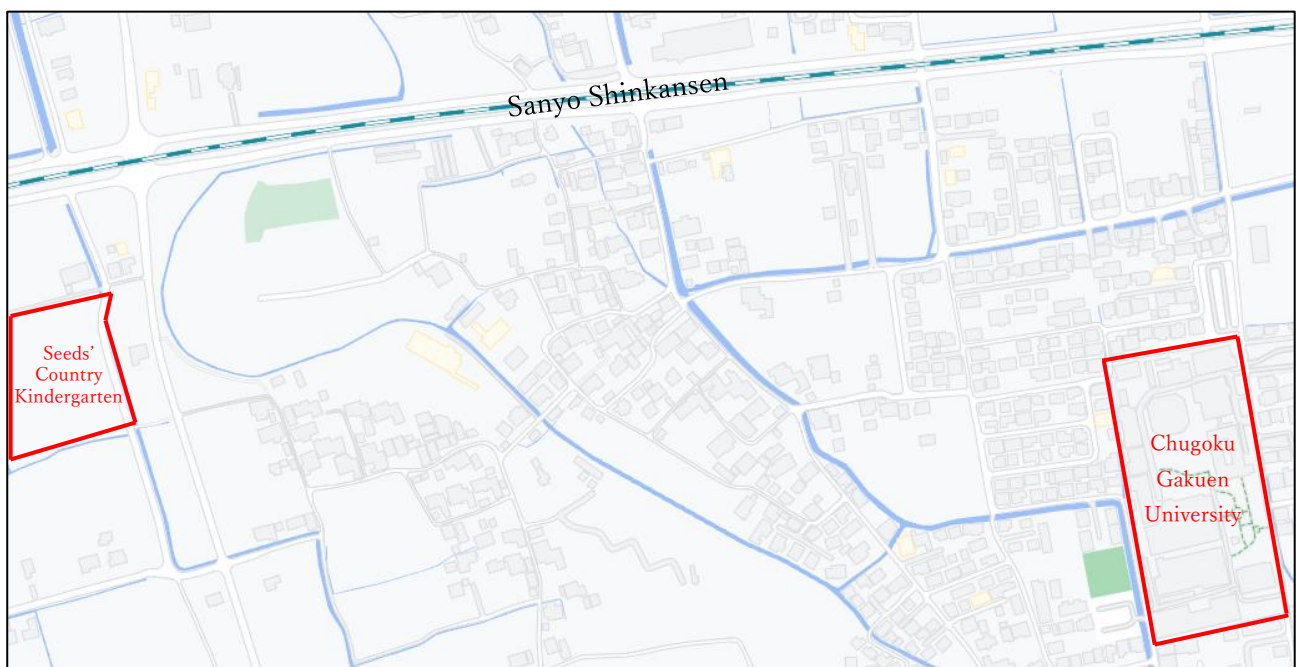 Sanyo Shinkansen
Seeds’
Country
Kindergarten
Chugoku
Gakuen
University